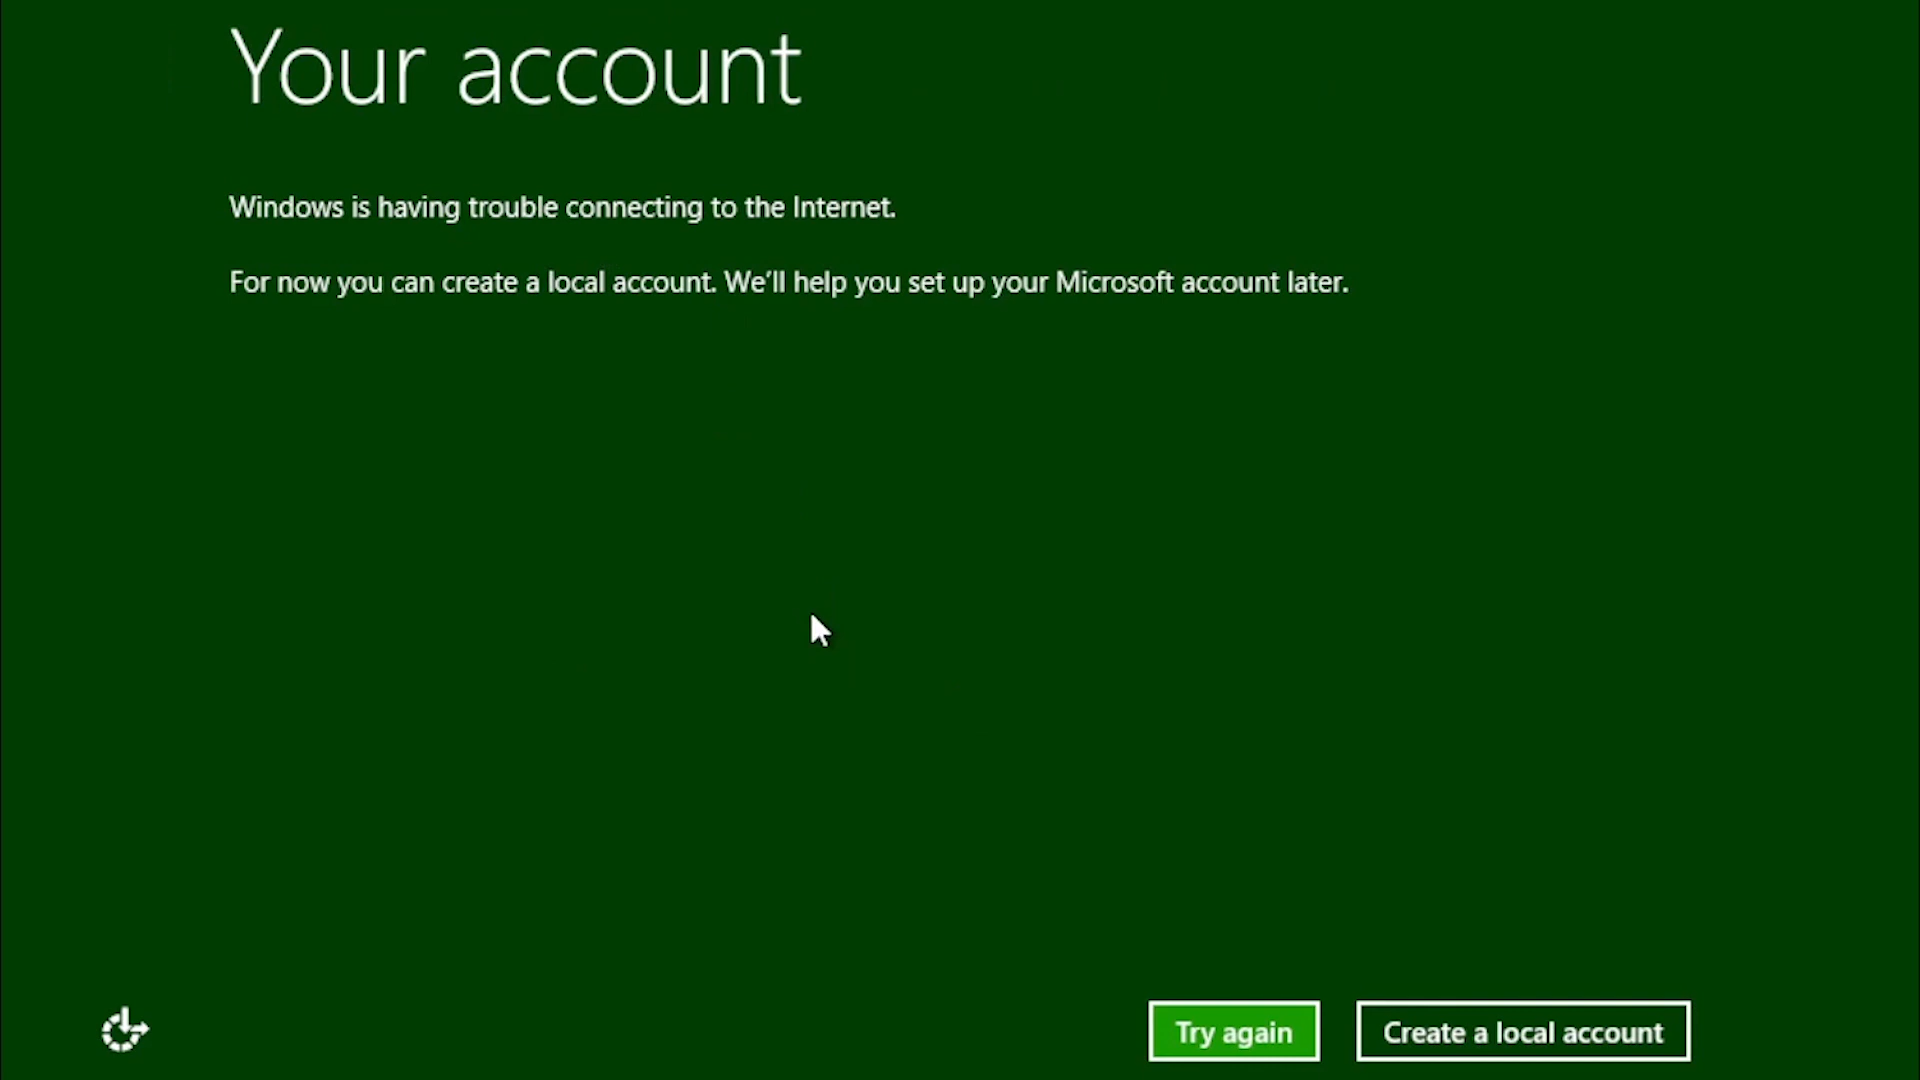 Your account
Windows is having trouble connecting to the Internet.
For now you can create a local account. We’ll help you set up your Microsoft account later.
Try again
Create a local account